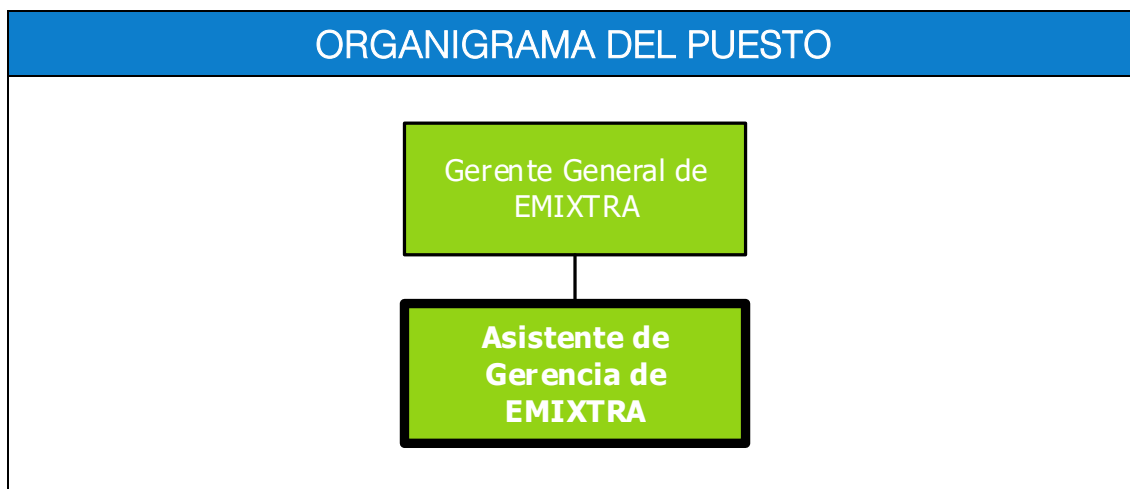 ORGANIGRAMA DEL PUESTO
Gerente General de
EMIXTRA
Asistente de
Gerencia de
EMIXTRA